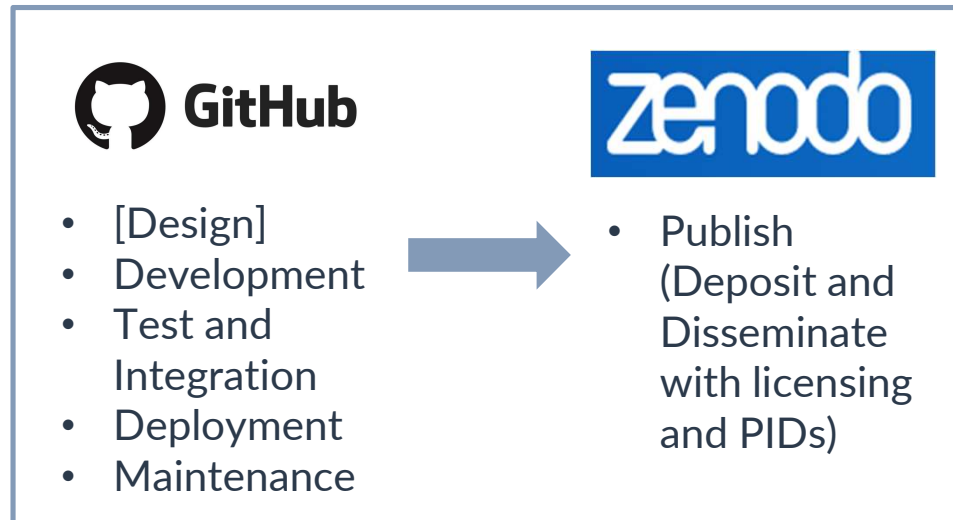 GitHub
• [Design]
• Development
• Test and
Integration
• Deployment
• Maintenance
zenodo
• Publish
(Deposit and
Disseminate
with licensing
and PIDs)